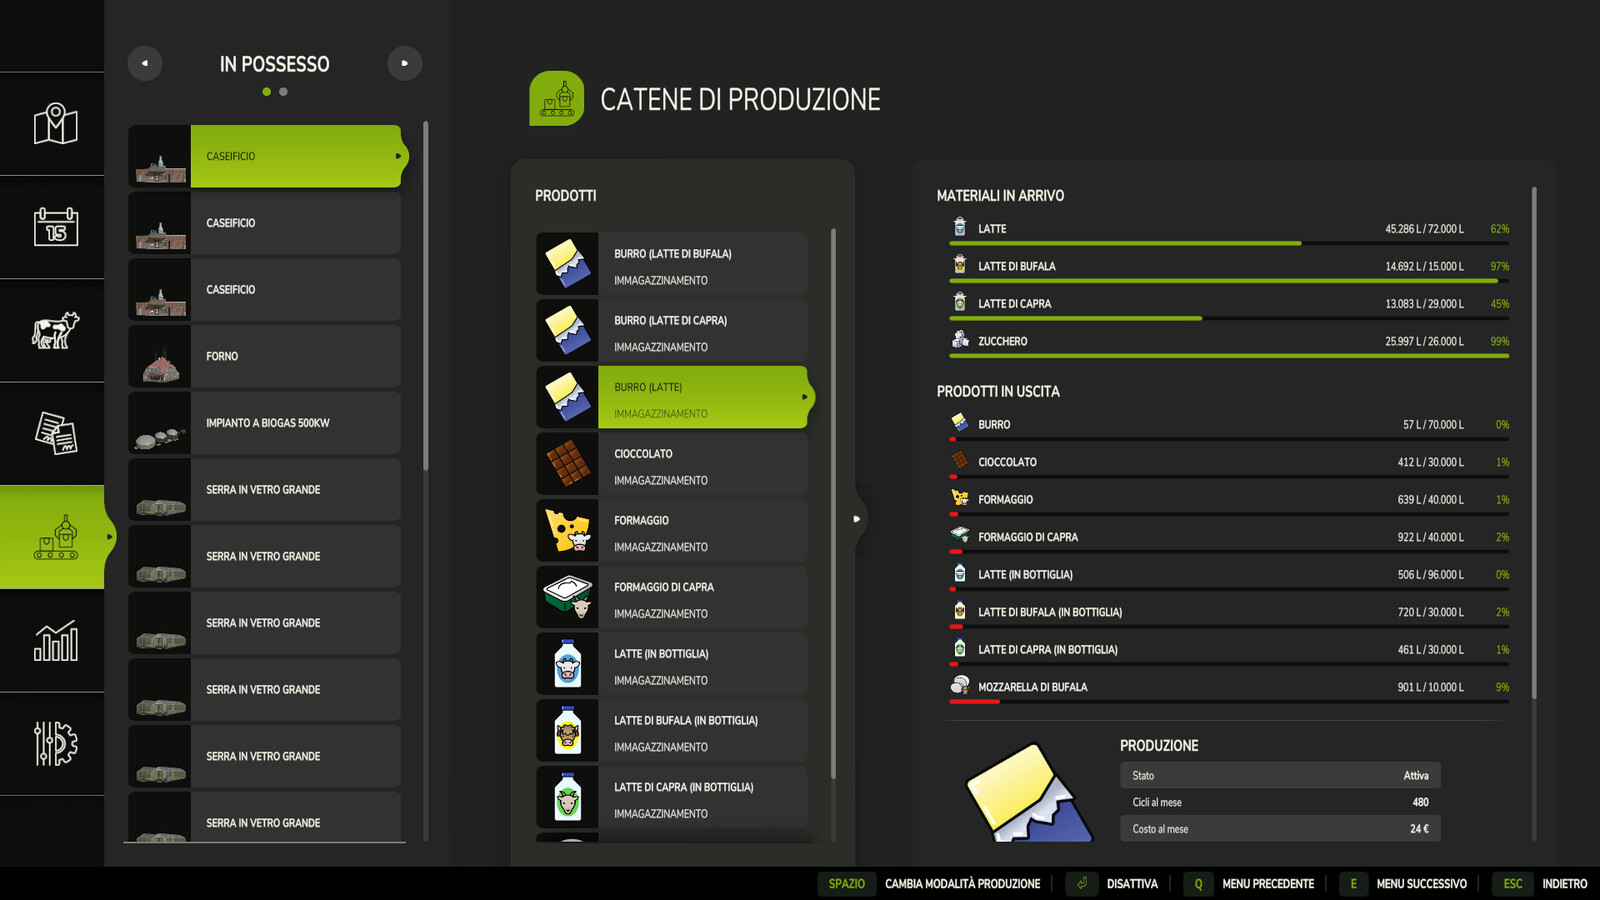 IN POSSESSO
CASEIFICIO
CASEIFICIO
CASEIFICIO
FORNO
IMPIANTO A BIOGAS 500KW
SERRA IN VETRO GRANDE
SERRA IN VETRO GRANDE
SERRA IN VETRO GRANDE
SERRA IN VETRO GRANDE
SERRA IN VETRO GRANDE
SERRA IN VETRO GRANDE
15
CATENE DI PRODUZIONE
PRODOTTI
BURRO (LATTE DI BUFALA)
IMMAGAZZINAMENTO
BURRO (LATTE DI CAPRA)
IMMAGAZZINAMENTO
BURRO (LATTE)
IMMAGAZZINAMENTO
CIOCCOLATO
IMMAGAZZINAMENTO
FORMAGGIO
IMMAGAZZINAMENTO
FORMAGGIO DI CAPRA
IMMAGAZZINAMENTO
LATTE (IN BOTTIGLIA)
IMMAGAZZINAMENTO
LATTE DI BUFALA (IN BOTTIGLIA)
IMMAGAZZINAMENTO
LATTE DI CAPRA (IN BOTTIGLIA)
IMMAGAZZINAMENTO
MATERIALI IN ARRIVO
LATTE 45.286 L / 72.000 L 62%
LATTE DI BUFALA 14.692 L / 15.000 L 97%
LATTE DI CAPRA 13.083 L / 29.000 L 45%
ZUCCHERO 25.997 L / 26.000 L 99%
PRODOTTI IN USCITA
BURRO 57 L / 70.000 L 0%
CIOCCOLATO 412 L / 30.000 L 1%
FORMAGGIO 639 L / 40.000 L 1%
FORMAGGIO DI CAPRA 922 L / 40.000 L 2%
LATTE (IN BOTTIGLIA) 506 L / 96.000 L 0%
LATTE DI BUFALA (IN BOTTIGLIA) 720 L / 30.000 L 2%
LATTE DI CAPRA (IN BOTTIGLIA) 461 L / 30.000 L 1%
MOZZARELLA DI BUFALA 901 L / 10.000 L 9%
PRODUZIONE
Stato Attiva
Cicli al mese 480
Costo al mese 24 €
SPAZIO CAMBIA MODALITÀ PRODUZIONE DISATTIVA Q MENU PRECEDENTE E MENU SUCCESSIVO ESC INDIETRO